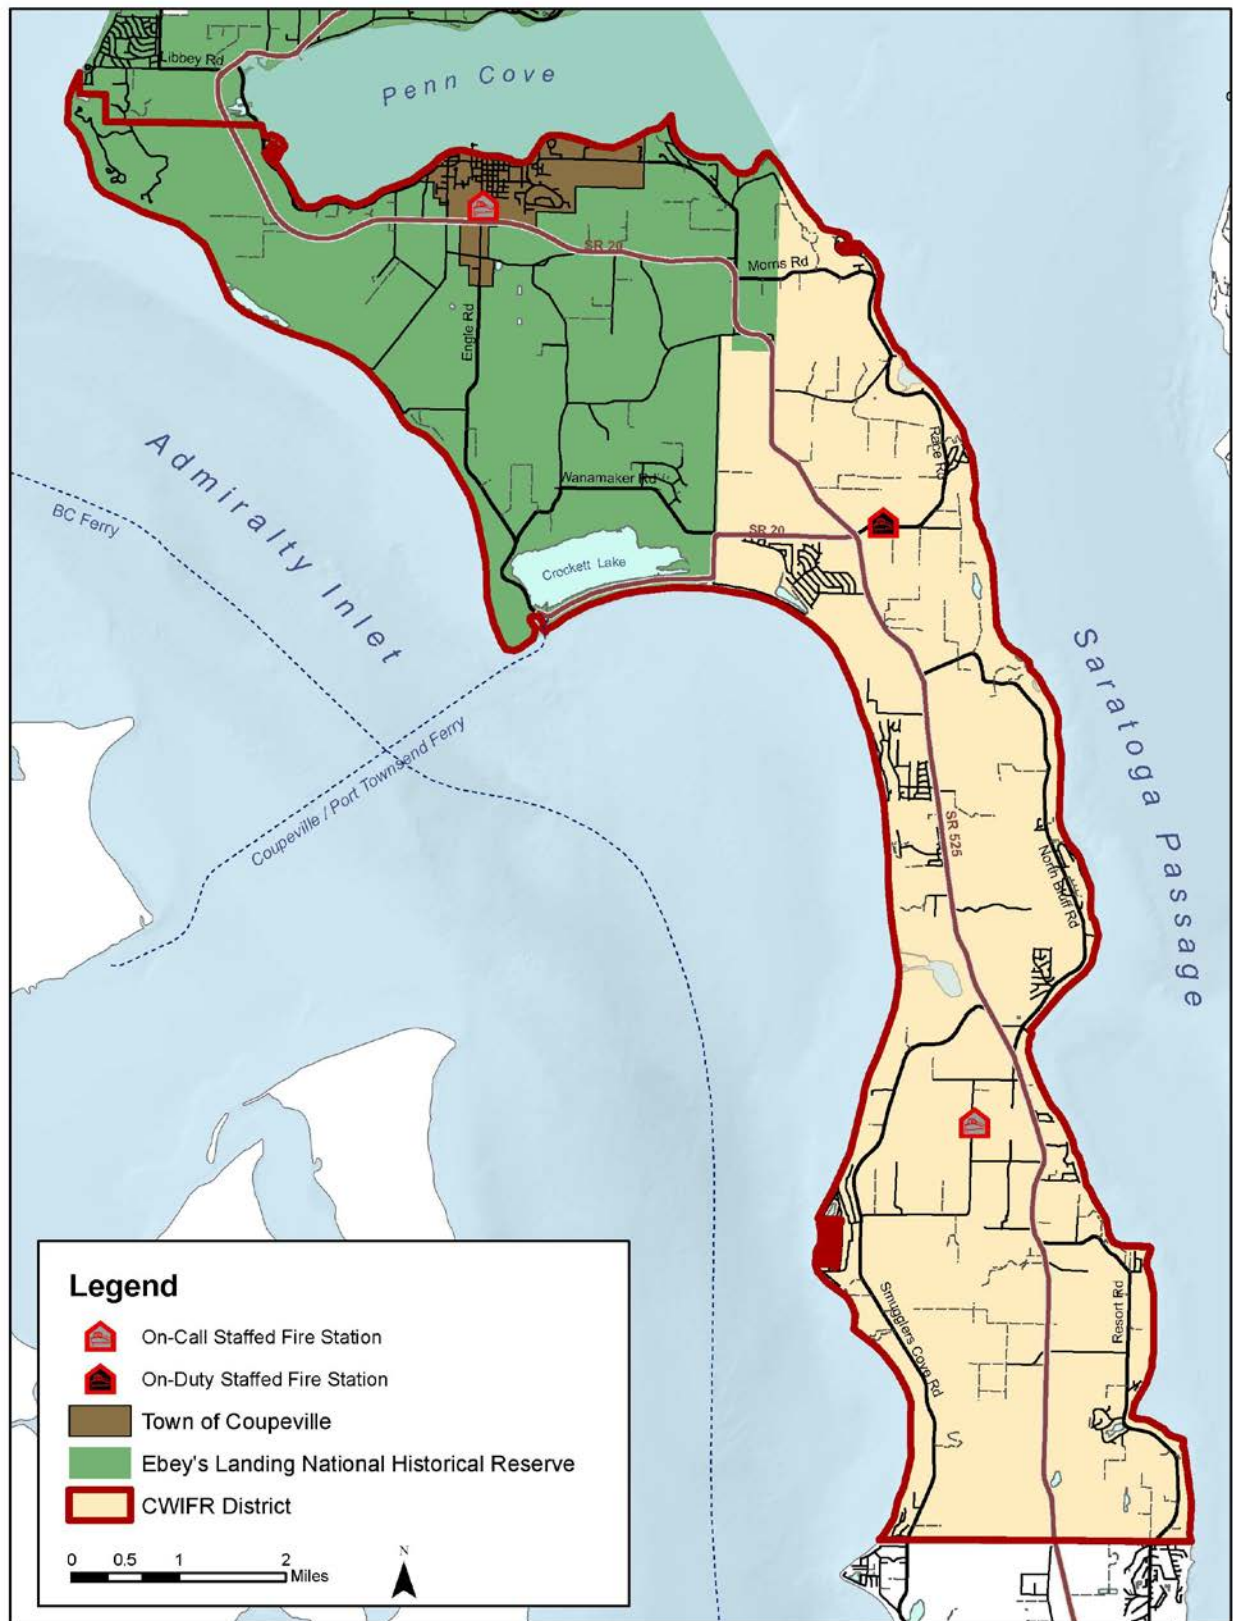 Libbey Rd
Penn Cove
SR 20
Morris Rd
Engle Rd
Race Rd
Wanamaker Rd
SR 20
Admiralty Inlet
BC Ferry
Crockett Lake
Saratoga Passage
Coupeville / Port Townsend Ferry
SR 525
North Bluff Rd
Smugglers Cove Rd
Resort Rd
Legend
On-Call Staffed Fire Station
On-Duty Staffed Fire Station
Town of Coupeville
Ebey's Landing National Historical Reserve
CWIFR District
N
0 0.5 1 2
Miles